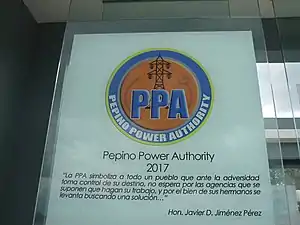 PPA
PEPINO POWER AUTHORITY
Pepino Power Authority
2017
"La PPA simboliza a todo un pueblo que ante la adversidad
toma control de su destino, no espera por las agencias que se
suponen que hagan su trabajo, y por el bien de sus hermanos se
levanta buscando una solución..."
Hon. Javier D. Jiménez Pérez